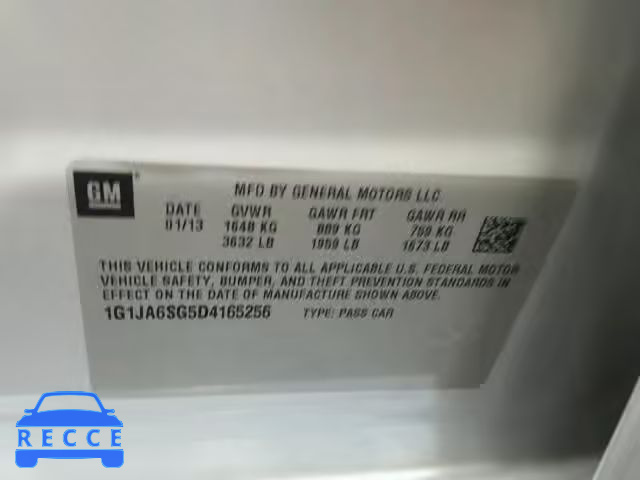 GM
MFD BY GENERAL MOTORS LLC
DATE GVWR GAWR FRT GAWR RR
01/13 1648 KG 889 KG 759 KG
3632 LB 1959 LB 1673 LB
THIS VEHICLE CONFORMS TO ALL APPLICABLE U.S. FEDERAL MOTOR
VEHICLE SAFETY, BUMPER, AND THEFT PREVENTION STANDARDS IN
EFFECT ON THE DATE OF MANUFACTURE SHOWN ABOVE.
1G1JA6SG5D4165256 TYPE: PASS CAR
RECCE